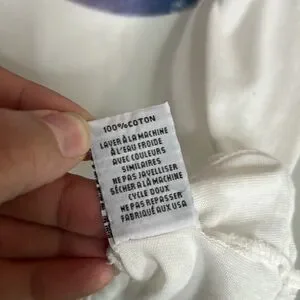 100% COTON
LAVER À LA MACHINE
À L'EAU FROIDE
AVEC COULEURS
SIMILAIRES
NE PAS JAVELLISER
SÉCHER À LA MACHINE
CYCLE DOUX
NE PAS REPASSER
FABRIQUÉ AUX USA